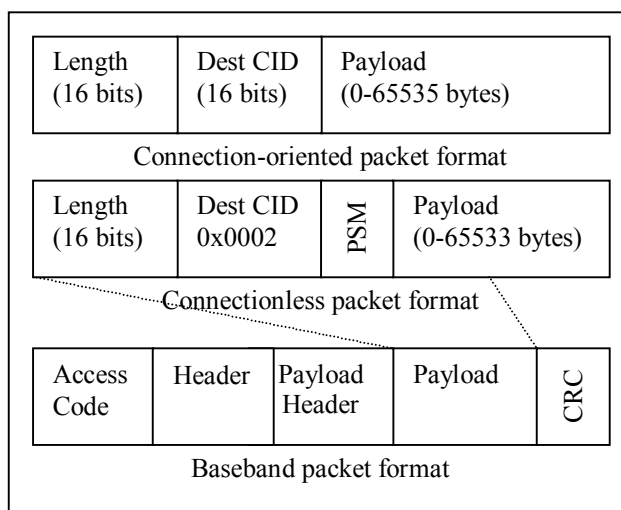 Length
(16 bits)
Dest CID
(16 bits)
Payload
(0-65535 bytes)
Connection-oriented packet format
Length
(16 bits)
Dest CID
0x0002
PSM
Payload
(0-65533 bytes)
Connectionless packet format
Access
Code
Header
Payload
Header
Payload
CRC
Baseband packet format